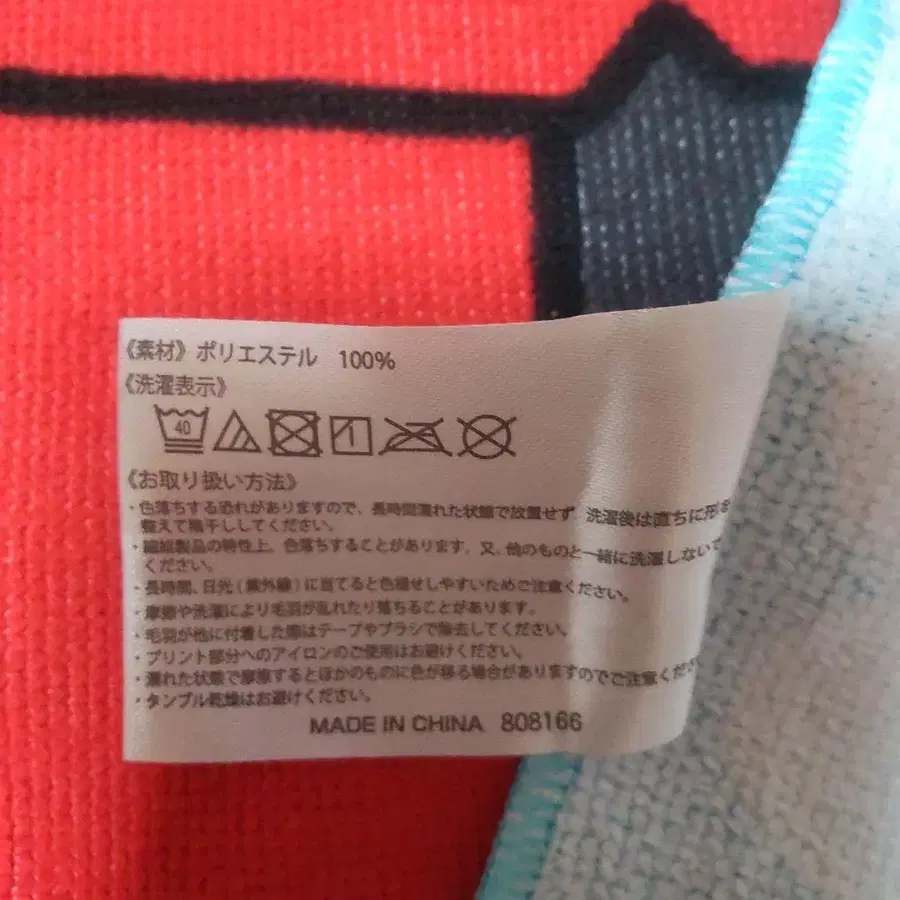 《素材》ポリエステル 100%
《洗濯表示》
40
《お取り扱い方法》
・色落ちする恐れがありますので、長時間濡れた状態で放置せず、洗濯後は直ちに形を
整えて陰干ししてください。
・繊維製品の特性上、色落ちすることがあります。又、他のものと一緒に洗濯しないで
ください。
・長時間、日光(紫外線)に当てると色褪せしやすいためご注意ください。
・摩擦や洗濯により毛羽が乱れたり落ちることがあります。
・毛羽が他に付着した際はテープやブラシで除去してください。
・プリント部分へのアイロンのご使用はお避けください。
・濡れた状態で摩擦するとほかのものに色が移る場合がありますのでご注意くださ
・タンブル乾燥はお避けください。
MADE IN CHINA 808166